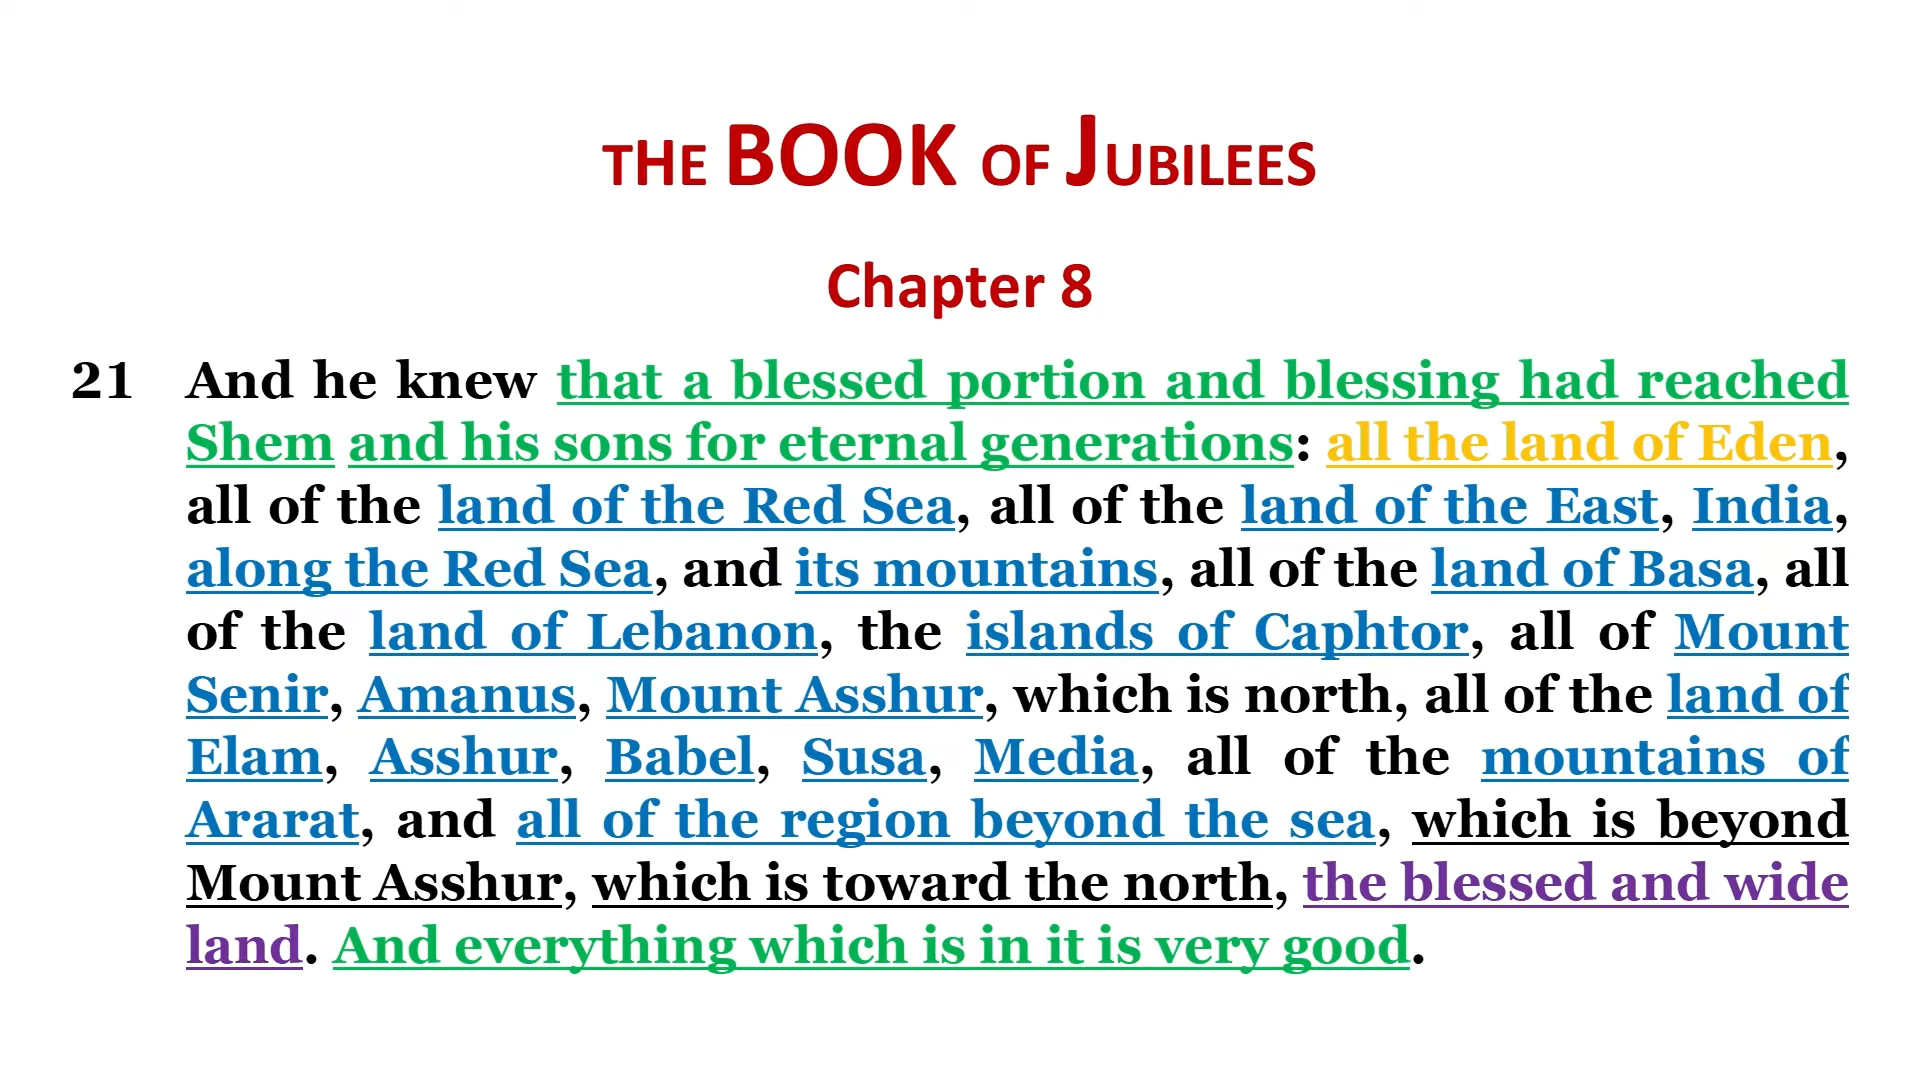 THE BOOK OF JUBILEES
Chapter 8
21 And he knew that a blessed portion and blessing had reached
Shem and his sons for eternal generations: all the land of Eden,
all of the land of the Red Sea, all of the land of the East, India,
along the Red Sea, and its mountains, all of the land of Basa, all
of the land of Lebanon, the islands of Caphtor, all of Mount
Senir, Amanus, Mount Asshur, which is north, all of the land of
Elam, Asshur, Babel, Susa, Media, all of the mountains of
Ararat, and all of the region beyond the sea, which is beyond
Mount Asshur, which is toward the north, the blessed and wide
land. And everything which is in it is very good.